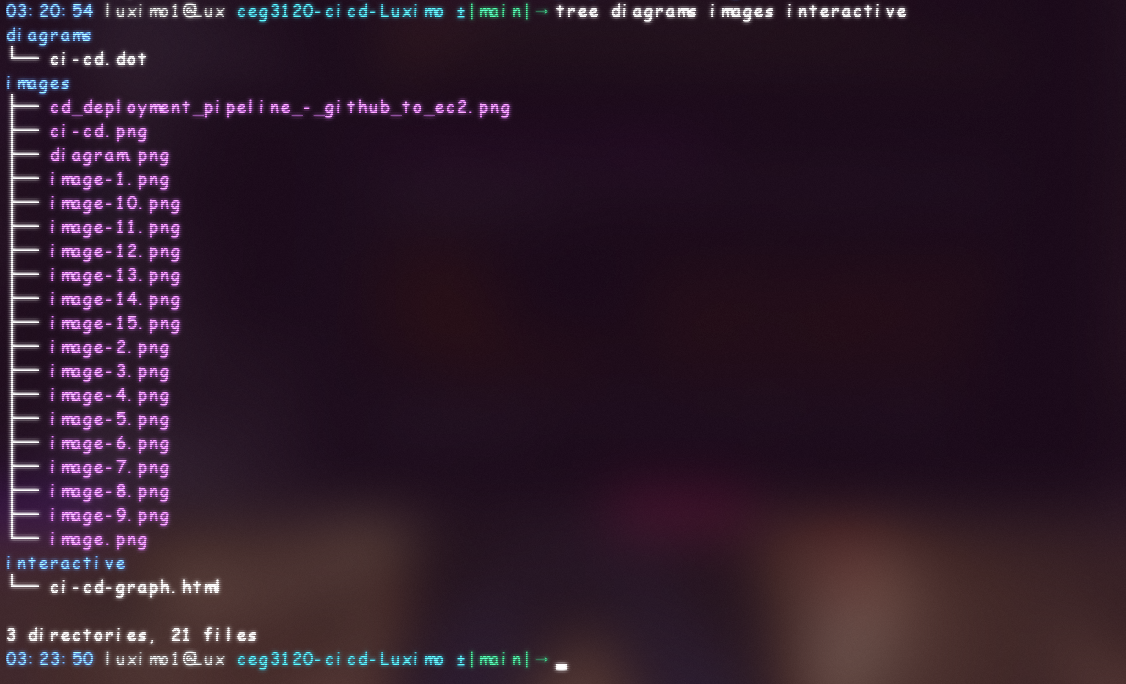 03:20:54 luximo1@Lux ceg3120-cicd-Luximo ±|main|→ tree diagrams images interactive
diagrams
└── ci-cd.dot
images
├── cd_deployment_pipeline_-_github_to_ec2.png
├── ci-cd.png
├── diagram.png
├── image-1.png
├── image-10.png
├── image-11.png
├── image-12.png
├── image-13.png
├── image-14.png
├── image-15.png
├── image-2.png
├── image-3.png
├── image-4.png
├── image-5.png
├── image-6.png
├── image-7.png
├── image-8.png
├── image-9.png
└── image.png
interactive
└── ci-cd-graph.html
3 directories, 21 files
03:23:50 luximo1@Lux ceg3120-cicd-Luximo ±|main|→